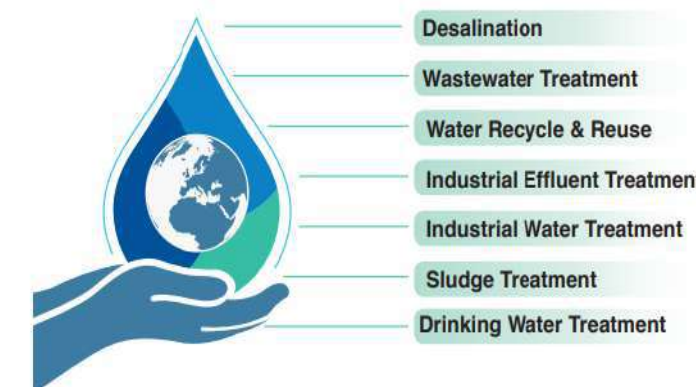 Desalination
Wastewater Treatment
Water Recycle & Reuse
Industrial Effluent Treatmen
Industrial Water Treatment
Sludge Treatment
Drinking Water Treatment